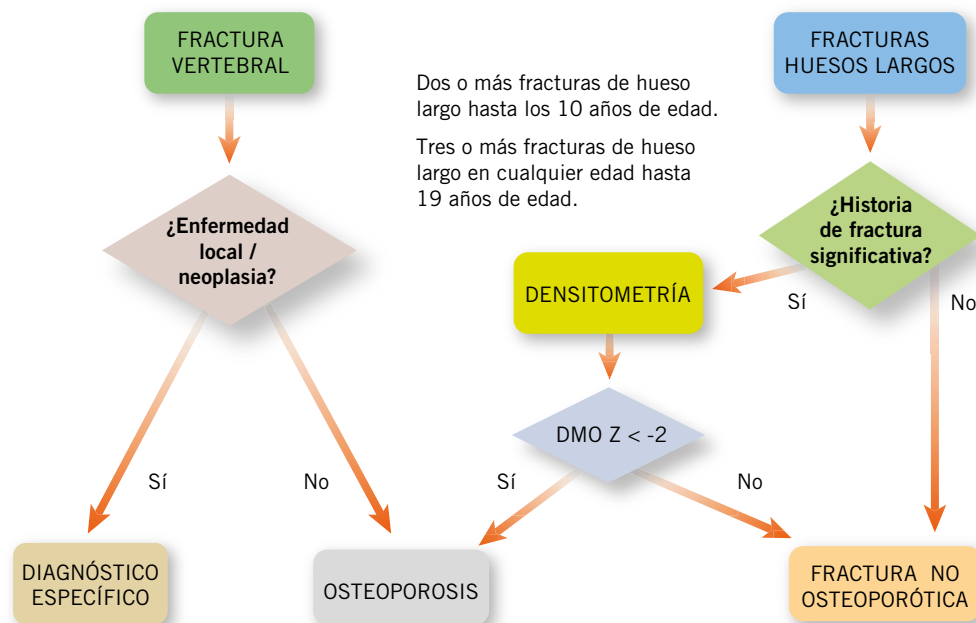 FRACTURA
VERTEBRAL
FRACTURAS
HUESOS LARGOS
Dos o más fracturas de hueso
largo hasta los 10 años de edad.
Tres o más fracturas de hueso
largo en cualquier edad hasta
19 años de edad.
¿Enfermedad
local /
neoplasia?
¿Historia
de fractura
significativa?
DENSITOMETRÍA
Sí
No
DMO Z < -2
Sí
No
Sí
No
DIAGNÓSTICO
ESPECÍFICO
OSTEOPOROSIS
FRACTURA NO
OSTEOPORÓTICA